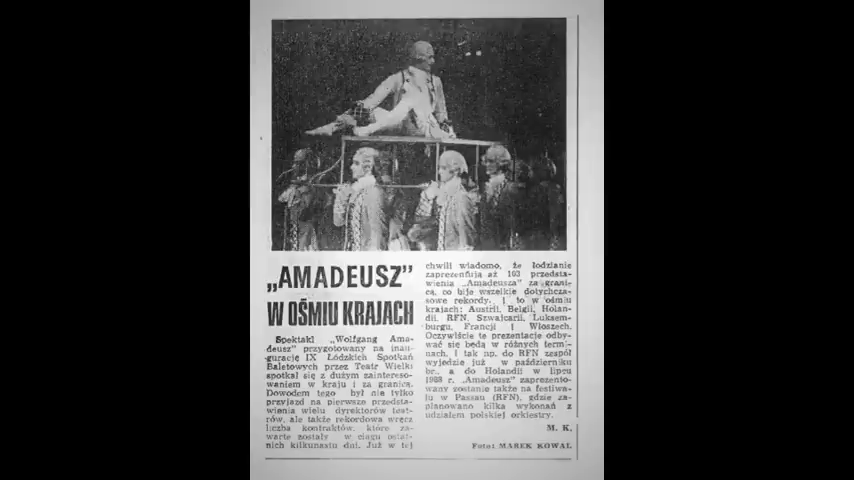 „AMADEUSZ”
W OŚMIU KRAJACH
Spektakl „Wolfgang Ama-
deusz” przygotowany na inau-
gurację IX Łódzkich Spotkań
Baletowych przez Teatr Wielki
spotkał się z dużym zaintereso-
waniem w kraju i za granicą.
Dowodem tego był nie tylko
przyjazd na pierwsze przedsta-
wienia wielu dyrektorów teat-
rów, ale także rekordowa wręcz
liczba kontraktów, które za-
warte zostały w ciągu ostat-
nich kilkunastu dni. Już w tej
chwili wiadomo, że łodzianie
zaprezentują aż 103 przedsta-
wienia „Amadeusza” za grani-
cą, co bije wszelkie dotychcza-
sowe rekordy. I to w ośmiu
krajach: Austrii, Belgii, Holan-
dii, RFN, Szwajcarii, Luksem-
burgu, Francji i Włoszech.
Oczywiście te prezentacje odby-
wać się będą w różnych termi-
nach, i tak np. do RFN zespół
wyjedzie już w październiku
br., a do Holandii w lipcu
1988 r. „Amadeusz” zaprezento-
wany zostanie także na festiwa-
lu w Passau (RFN), gdzie za-
planowano kilka wykonań z
udziałem polskiej orkiestry.
M. K.
Foto: MAREK KOWAL